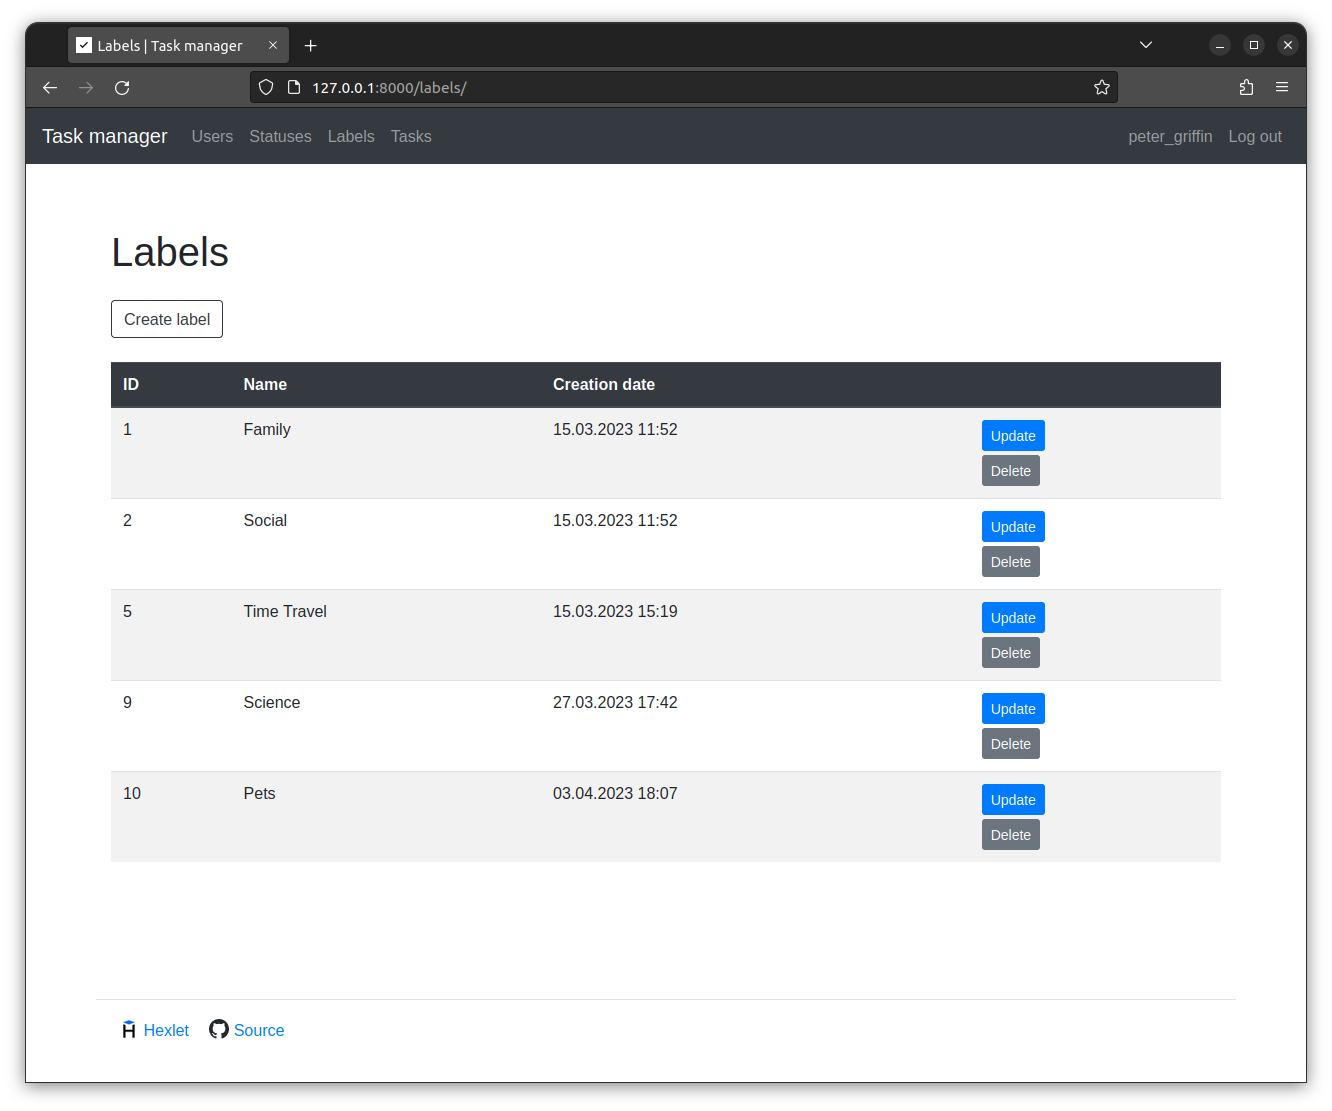 Labels | Task manager
127.0.0.1:8000/labels/
Task manager Users Statuses Labels Tasks peter_griffin Log out
Labels
Create label
ID Name Creation date
1 Family 15.03.2023 11:52 Update
Delete
2 Social 15.03.2023 11:52 Update
Delete
5 Time Travel 15.03.2023 15:19 Update
Delete
9 Science 27.03.2023 17:42 Update
Delete
10 Pets 03.04.2023 18:07 Update
Delete
Hexlet Source